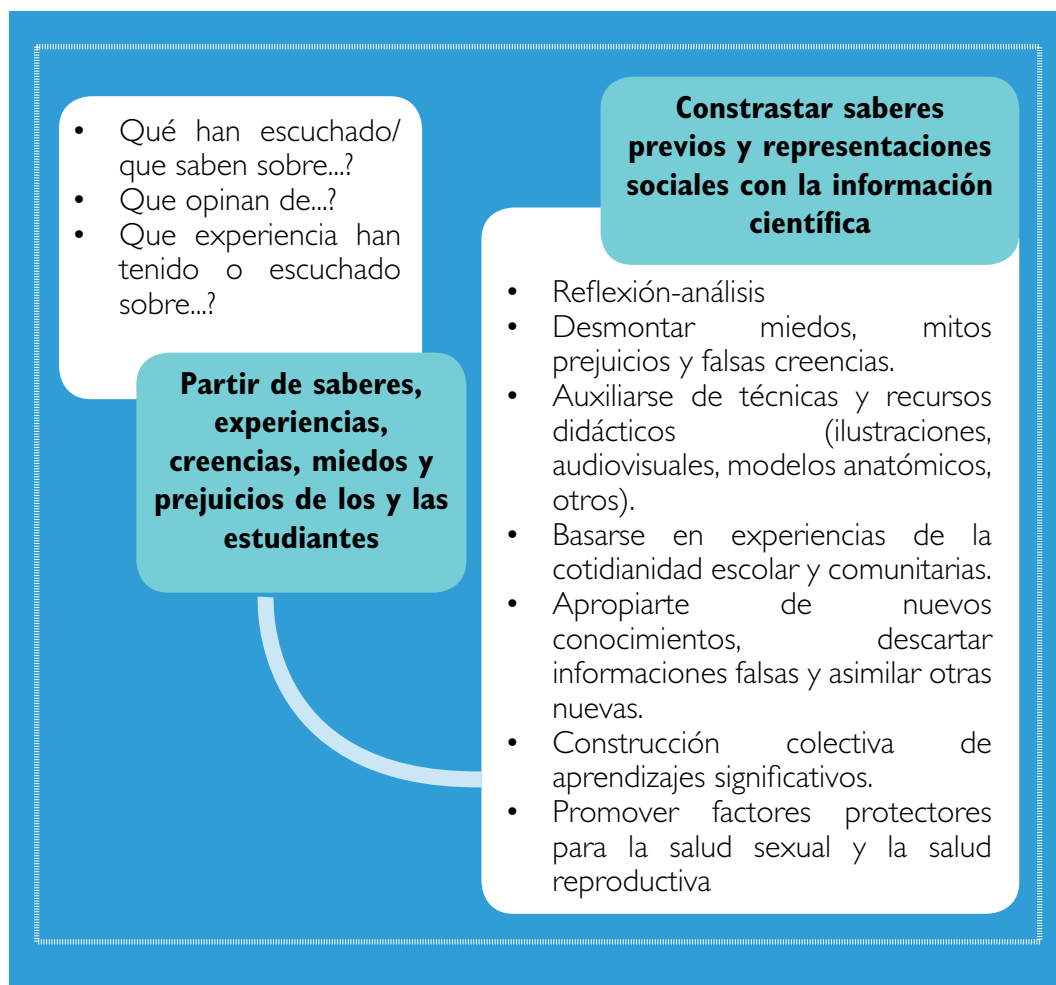 • Qué han escuchado/
que saben sobre...?
• Que opinan de...?
• Que experiencia han
tenido o escuchado
sobre...?
Partir de saberes,
experiencias,
creencias, miedos y
prejuicios de los y las
estudiantes
Constrastar saberes
previos y representaciones
sociales con la información
científica
• Reflexión-análisis
• Desmontar miedos, mitos
prejuicios y falsas creencias.
• Auxiliarse de técnicas y recursos
didácticos (ilustraciones,
audiovisuales, modelos anatómicos,
otros).
• Basarse en experiencias de la
cotidianidad escolar y comunitarias.
• Apropiarte de nuevos
conocimientos, descartar
informaciones falsas y asimilar otras
nuevas.
• Construcción colectiva de
aprendizajes significativos.
• Promover factores protectores
para la salud sexual y la salud
reproductiva